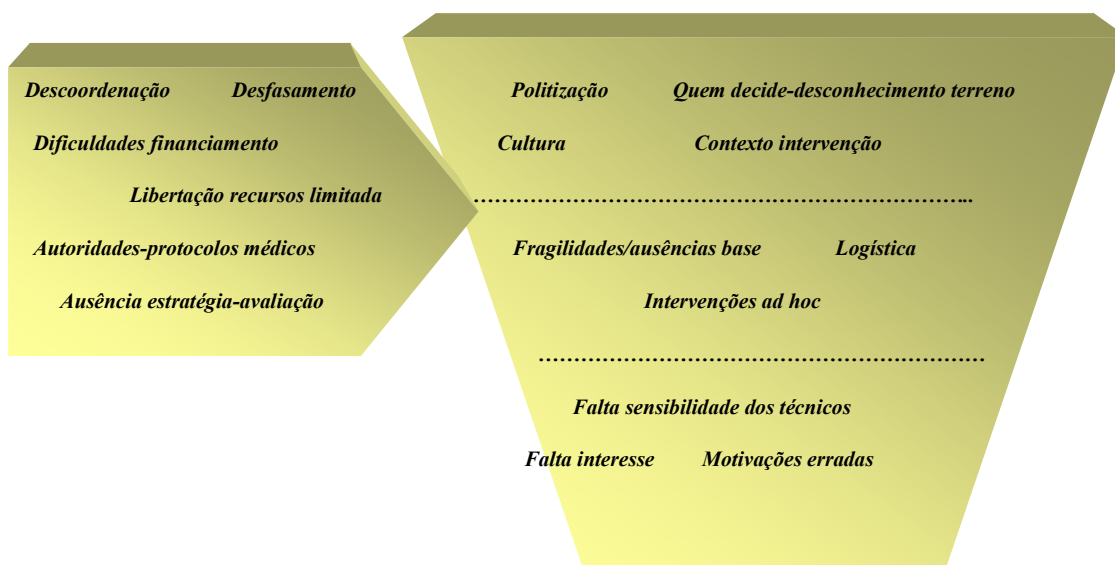 Descoordenação Desfasamento
Dificuldades financiamento
Libertação recursos limitada
Autoridades-protocolos médicos
Ausência estratégia-avaliação
Politização Quem decide-desconhecimento terreno
Cultura Contexto intervenção
…………………………………………………………………..
Fragilidades/ausências base Logística
Intervenções ad hoc
…………………………………………………………
Falta sensibilidade dos técnicos
Falta interesse Motivações erradas